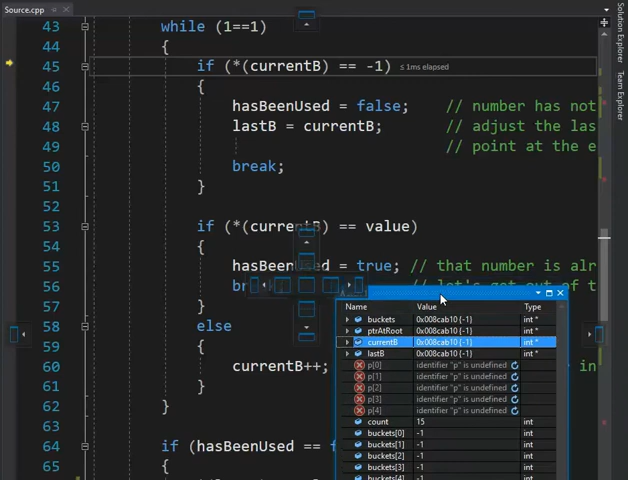 Source.cpp
Solution Explorer
Team Explorer
43 while (1==1)
44 {
45 if (*(currentB) == -1) ≤ 1ms elapsed
46 {
47 hasBeenUsed = false; // number has not
48 lastB = currentB; // adjust the las
49 // point at the e
50 break;
51 }
52
53 if (*(currentB) == value)
54 {
55 hasBeenUsed = true; // that number is alr
56 // let's get out of t
57 }
58 else
59 {
60 currentB++; in
61 }
62 }
63
64 if (hasBeenUsed == f
65 {
Name Value Type
buckets 0x008cab10 {-1} int *
ptrAtRoot 0x008cab10 {-1} int *
currentB 0x008cab10 {-1} int *
lastB 0x008cab10 {-1} int *
p[0] identifier "p" is undefined
p[1] identifier "p" is undefined
p[2] identifier "p" is undefined
p[3] identifier "p" is undefined
p[4] identifier "p" is undefined
count 15 int
buckets[0] -1 int
buckets[1] -1 int
buckets[2] -1 int
buckets[3] -1 int
buckets[4] -1 int